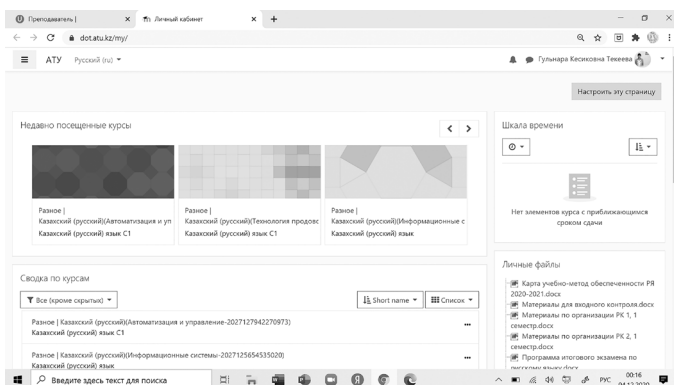 Преподаватель |
Личный кабинет
dot.atu.kz/my/
АТУ Русский (ru)
Гульнара Кесиковна Текеева
Настроить эту страницу
Недавно посещенные курсы
Разное |
Казахский (русский)(Автоматизация и уп
Казахский (русский) язык С1
Разное |
Казахский (русский)(Технология продовс
Казахский (русский) язык С1
Разное |
Казахский (русский)(Информационные с
Казахский (русский) язык
Шкала времени
Нет элементов курса с приближающимся
сроком сдачи
Сводка по курсам
Все (кроме скрытых)
Short name
Список
Разное | Казахский (русский)(Автоматизация и управление-2027127942270973)
Казахский (русский) язык С1
Разное | Казахский (русский)(Информационные системы-2027125654535020)
Казахский (русский) язык
Личные файлы
Карта учебно-метод обеспеченности РЯ
2020-2021.docx
Материалы для входного контроля.docx
Материалы по организации РК 1, 1
семестр.docx
Материалы по организации РК 2, 1
семестр.docx
Программа итогового экзамена по
русскому языку.docx
Введите здесь текст для поиска
РУС
00:16
04.12.2020